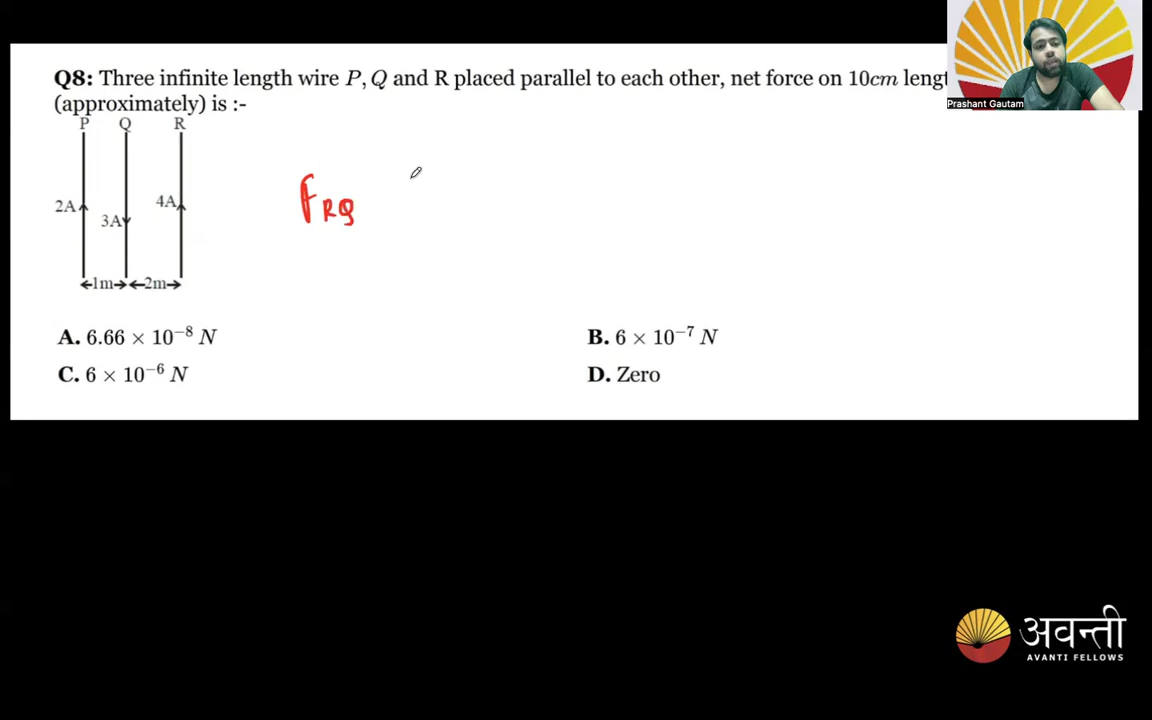 Prashant Gautam
Q8: Three infinite length wire P, Q and R placed parallel to each other, net force on 10cm
(approximately) is :-
P Q R
2A 3A 4A
1m 2m
F_RQ
A. 6.66 × 10⁻⁸ N
B. 6 × 10⁻⁷ N
C. 6 × 10⁻⁶ N
D. Zero
अवन्ती
AVANTI FELLOWS